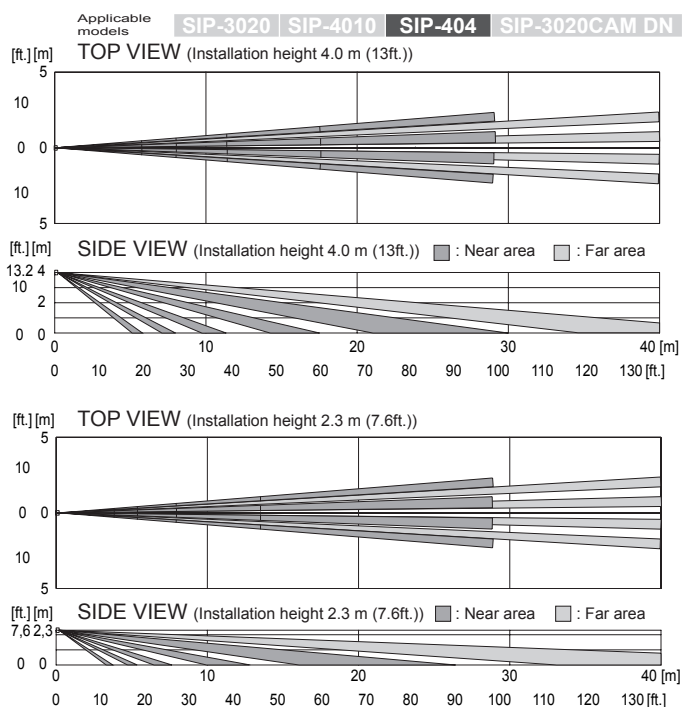 Applicable models SIP-3020 SIP-4010 SIP-404 SIP-3020CAM DN
[ft.] [m] TOP VIEW (Installation height 4.0 m (13ft.))
5
10
0 0
10
5
[ft.] [m] SIDE VIEW (Installation height 4.0 m (13ft.)) : Near area : Far area
13.2 4
10
2
0 0
0 10 20 30 40 [m]
0 10 20 30 40 50 60 70 80 90 100 110 120 130 [ft.]
[ft.] [m] TOP VIEW (Installation height 2.3 m (7.6ft.))
5
10
0 0
10
5
[ft.] [m] SIDE VIEW (Installation height 2.3 m (7.6ft.)) : Near area : Far area
7,6 2,3
0 0
0 10 20 30 40 [m]
0 10 20 30 40 50 60 70 80 90 100 110 120 130 [ft.]